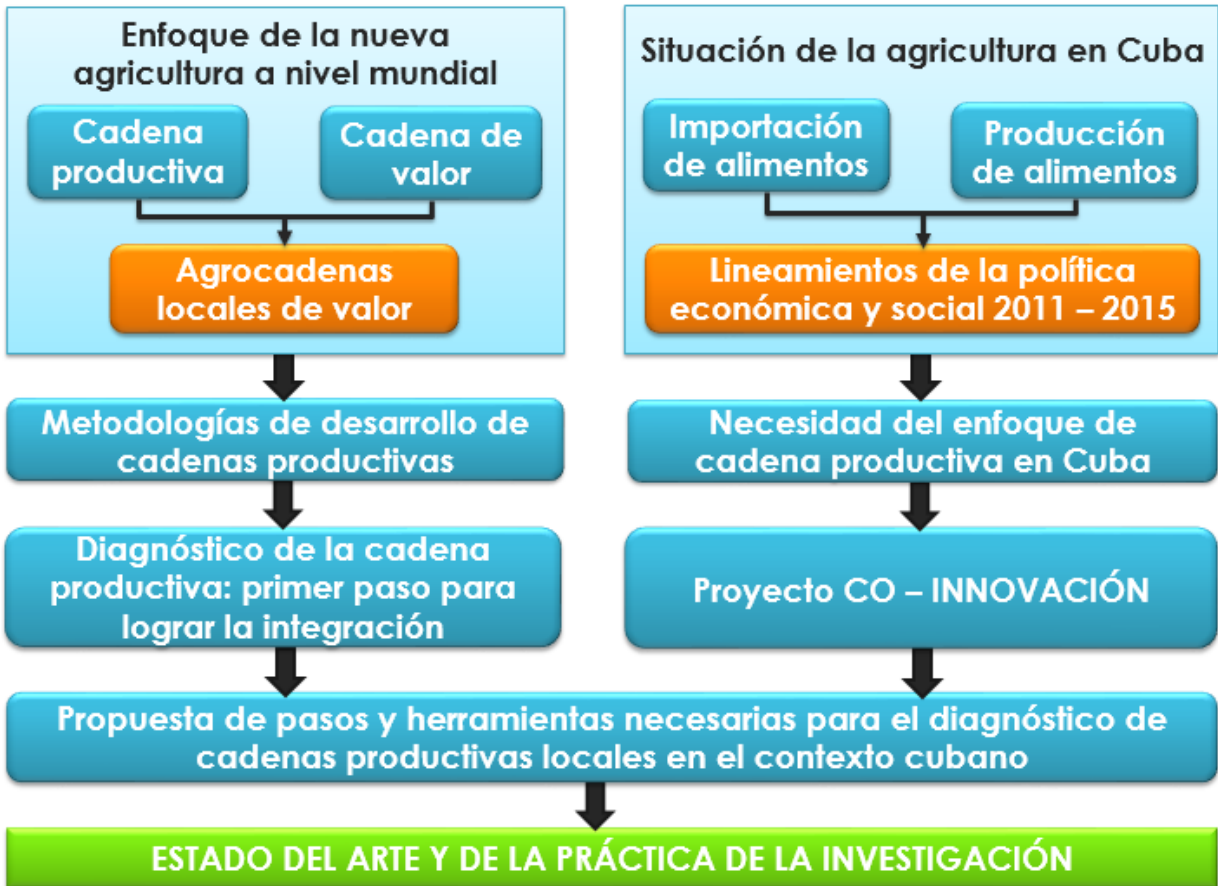 Enfoque de la nueva
agricultura a nivel mundial
Cadena
productiva
Cadena de
valor
Agrocadenas
locales de valor
Situación de la agricultura en Cuba
Importación
de alimentos
Producción
de alimentos
Lineamientos de la política
económica y social 2011 – 2015
Metodologías de desarrollo de
cadenas productivas
Necesidad del enfoque de
cadena productiva en Cuba
Diagnóstico de la cadena
productiva: primer paso para
lograr la integración
Proyecto CO – INNOVACIÓN
Propuesta de pasos y herramientas necesarias para el diagnóstico de
cadenas productivas locales en el contexto cubano
ESTADO DEL ARTE Y DE LA PRÁCTICA DE LA INVESTIGACIÓN